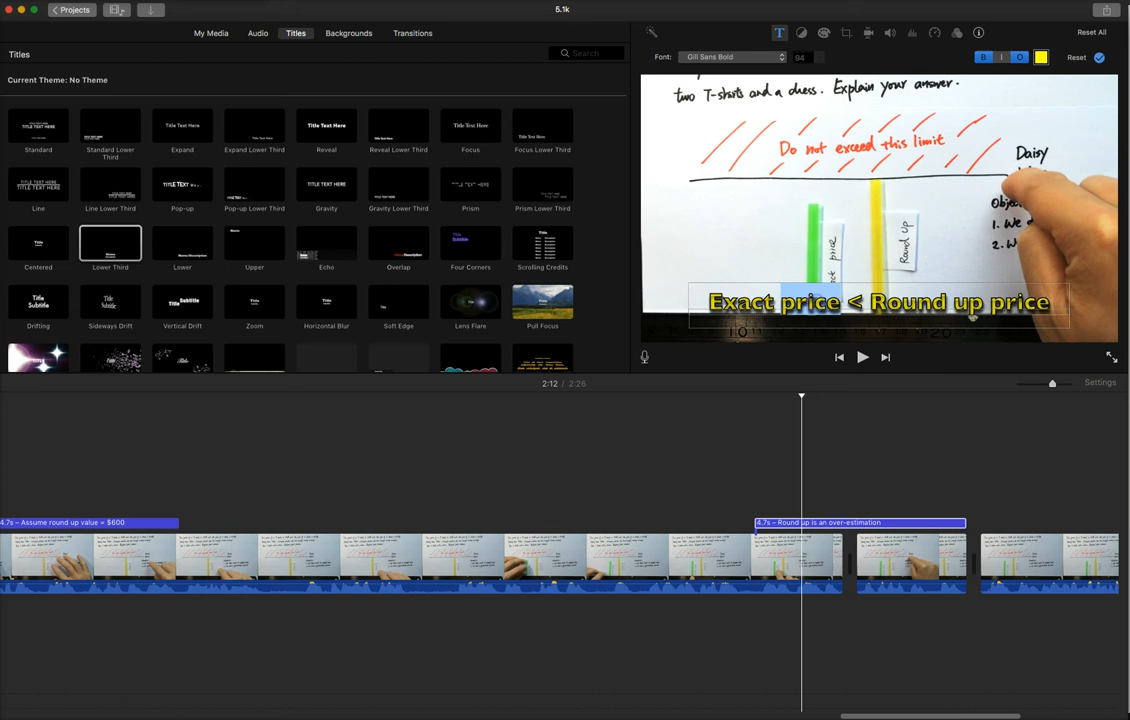 Projects
5.1k
My Media
Audio
Titles
Backgrounds
Transitions
Reset All
Titles
Search
Font:
Gill Sans Bold
94
B
I
O
Reset
Current Theme: No Theme
Standard
Standard Lower Third
Expand
Expand Lower Third
Reveal
Reveal Lower Third
Focus
Focus Lower Third
Line
Line Lower Third
Pop-up
Pop-up Lower Third
Gravity
Gravity Lower Third
Prism
Prism Lower Third
Centered
Lower Third
Lower
Upper
Echo
Overlap
Four Corners
Scrolling Credits
Drifting
Sideways Drift
Vertical Drift
Zoom
Horizontal Blur
Soft Edge
Lens Flare
Pull Focus
two T-shirts and a dress. Explain your answer.
Do not exceed this limit
Daisy
1. We
2. W
price
Round up
Exact price < Round up price
2:12 / 2:26
Settings
4.7s – Assume round up value = $600
4.7s – Round up is an over-estimation